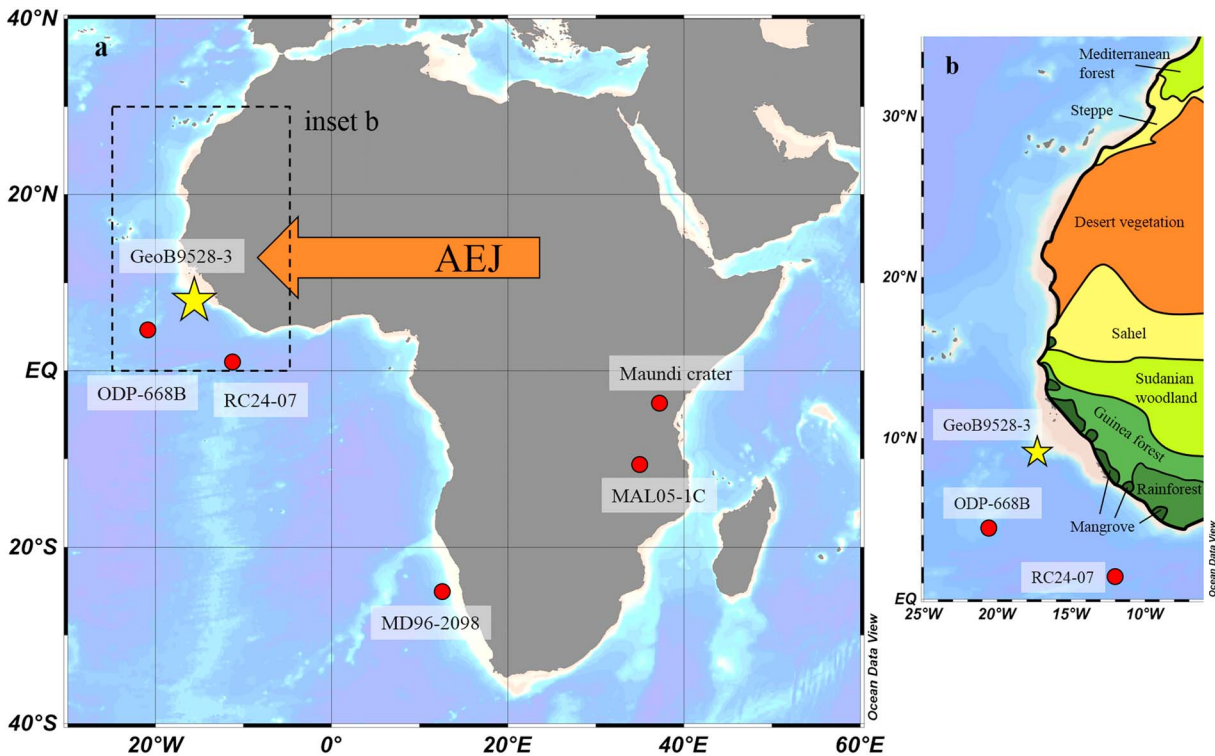 40°N
a
inset b
20°N
GeoB9528-3
AEJ
EQ
ODP-668B
RC24-07
Maundi crater
MAL05-1C
20°S
MD96-2098
40°S
20°W
0°
20°E
40°E
60°E
Ocean Data View
b
Mediterranean
forest
30°N
Steppe
Desert vegetation
20°N
Sahel
Sudanian
woodland
10°N
GeoB9528-3
Guinea forest
Rainforest
ODP-668B
Mangrove
RC24-07
EQ
25°W
20°W
15°W
10°W
Ocean Data View